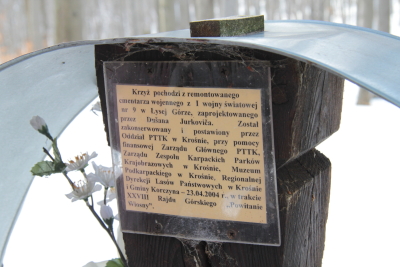 Krzyż pochodzi z remontowanego
cmentarza wojennego z I wojny światowej
nr 9 w Łysej Górze, zaprojektowanego
przez Dušana Jurkoviča. Został
zakonserwowany i postawiony przez
Oddział PTTK w Krośnie, przy pomocy
finansowej Zarządu Głównego PTTK,
Zarządu Zespołu Karpackich Parków
Krajobrazowych w Krośnie, Muzeum
Podkarpackiego w Krośnie, Regionalnej
Dyrekcji Lasów Państwowych w Krośnie
i Gminy Korczyna – 23.04.2004 r., w trakcie
XXVIII Rajdu Górskiego „Powitanie
Wiosny".